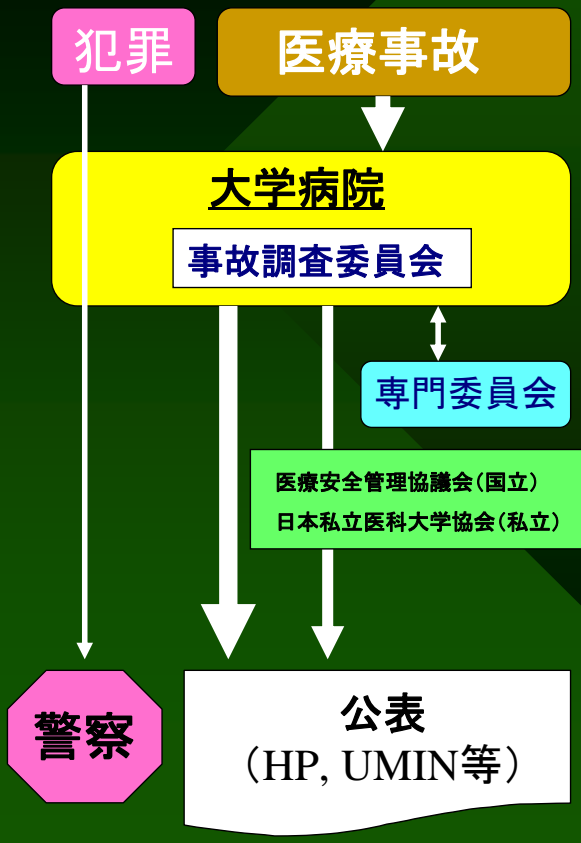 犯罪
医療事故
大学病院
事故調査委員会
専門委員会
医療安全管理協議会(国立)
日本私立医科大学協会(私立)
警察
公表
(HP, UMIN等)